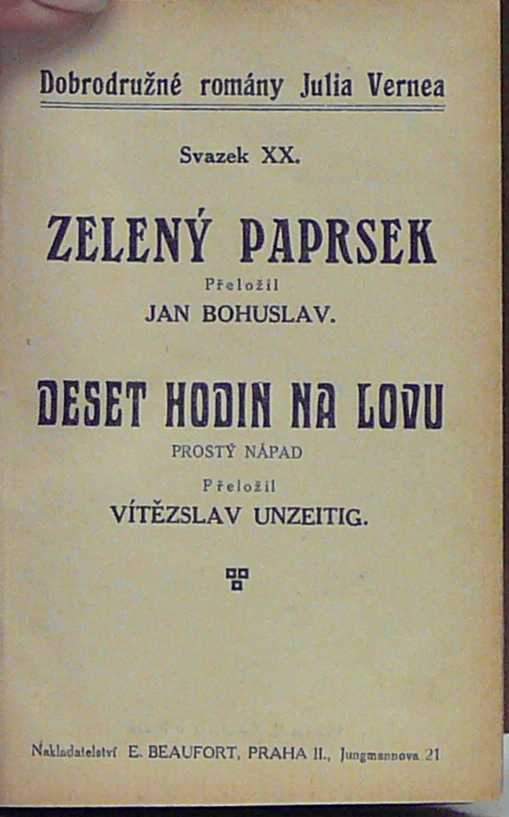 Dobrodružné romány Julia Vernea
Svazek XX.
ZELENÝ PAPRSEK
Přeložil
JAN BOHUSLAV.
DESET HODIN NA LOVU
PROSTÝ NÁPAD
Přeložil
VÍTĚZSLAV UNZEITIG.
Nakladatelství E. BEAUFORT, PRAHA II., Jungmannova 21